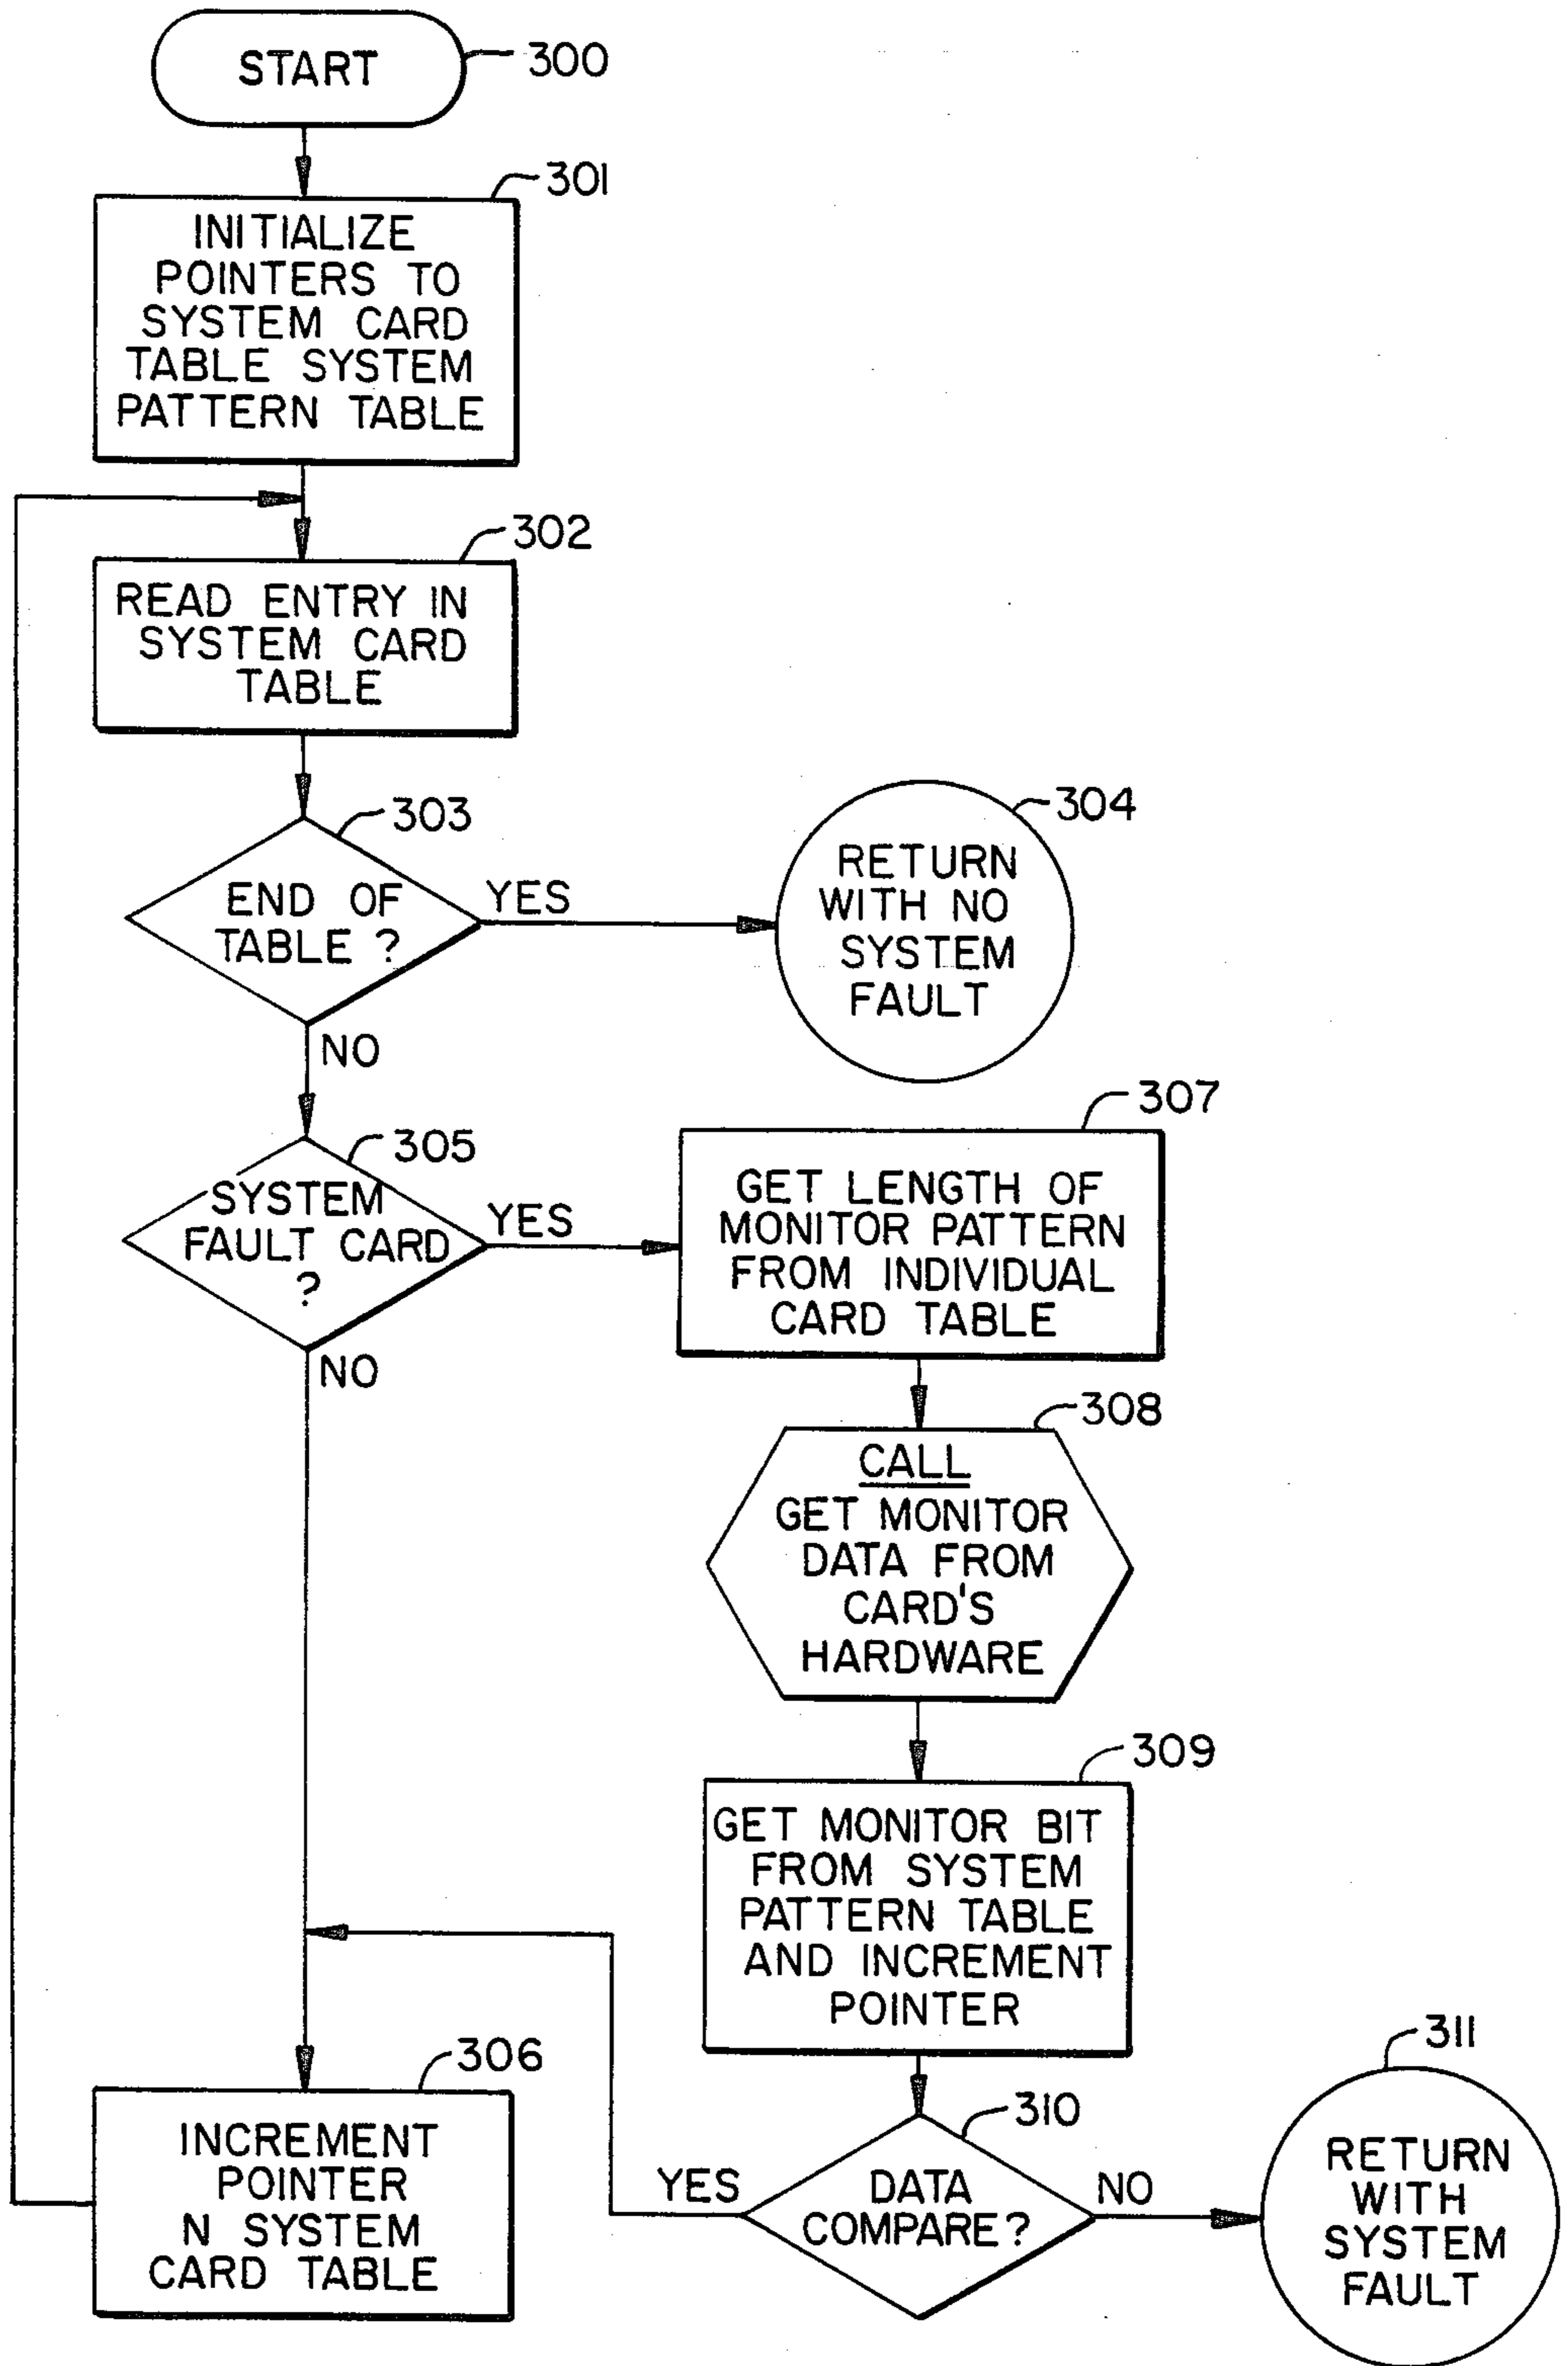 START
300
301
INITIALIZE
POINTERS TO
SYSTEM CARD
TABLE SYSTEM
PATTERN TABLE
302
READ ENTRY IN
SYSTEM CARD
TABLE
303
END OF
TABLE ?
YES
304
RETURN
WITH NO
SYSTEM
FAULT
NO
305
SYSTEM
FAULT CARD
?
YES
307
GET LENGTH OF
MONITOR PATTERN
FROM INDIVIDUAL
CARD TABLE
NO
308
CALL
GET MONITOR
DATA FROM
CARD'S
HARDWARE
309
GET MONITOR BIT
FROM SYSTEM
PATTERN TABLE
AND INCREMENT
POINTER
306
INCREMENT
POINTER
N SYSTEM
CARD TABLE
310
DATA
COMPARE?
YES
NO
311
RETURN
WITH
SYSTEM
FAULT